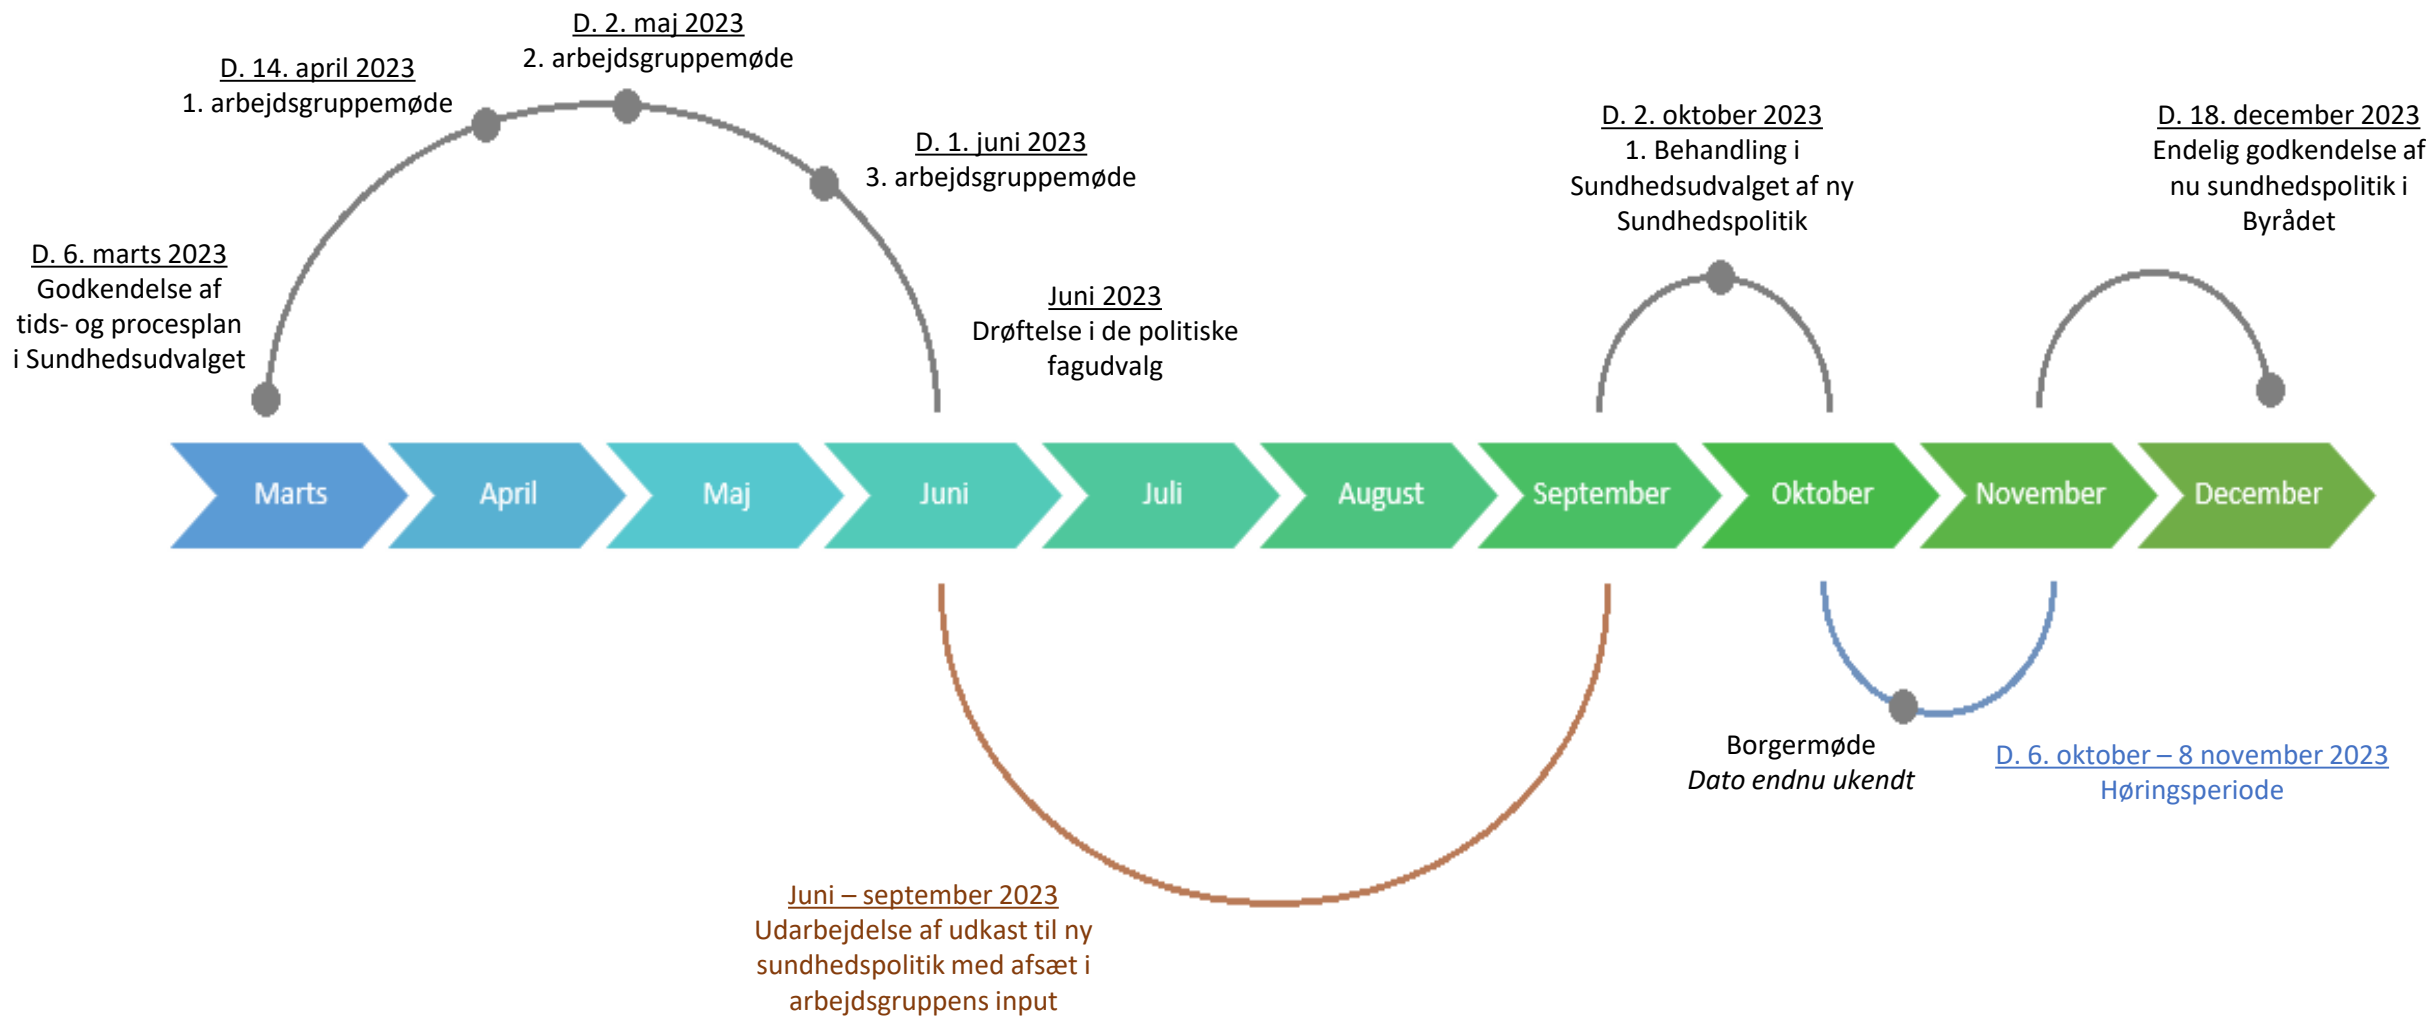 D. 2. maj 2023
2. arbejdsgruppemøde
D. 14. april 2023
1. arbejdsgruppemøde
D. 1. juni 2023
3. arbejdsgruppemøde
D. 6. marts 2023
Godkendelse af
tids- og procesplan
i Sundhedsudvalget
Juni 2023
Drøftelse i de politiske
fagudvalg
D. 2. oktober 2023
1. Behandling i
Sundhedsudvalget af ny
Sundhedspolitik
D. 18. december 2023
Endelig godkendelse af
nu sundhedspolitik i
Byrådet
Marts
April
Maj
Juni
Juli
August
September
Oktober
November
December
Borgermøde
Dato endnu ukendt
D. 6. oktober – 8 november 2023
Høringsperiode
Juni – september 2023
Udarbejdelse af udkast til ny
sundhedspolitik med afsæt i
arbejdsgruppens input